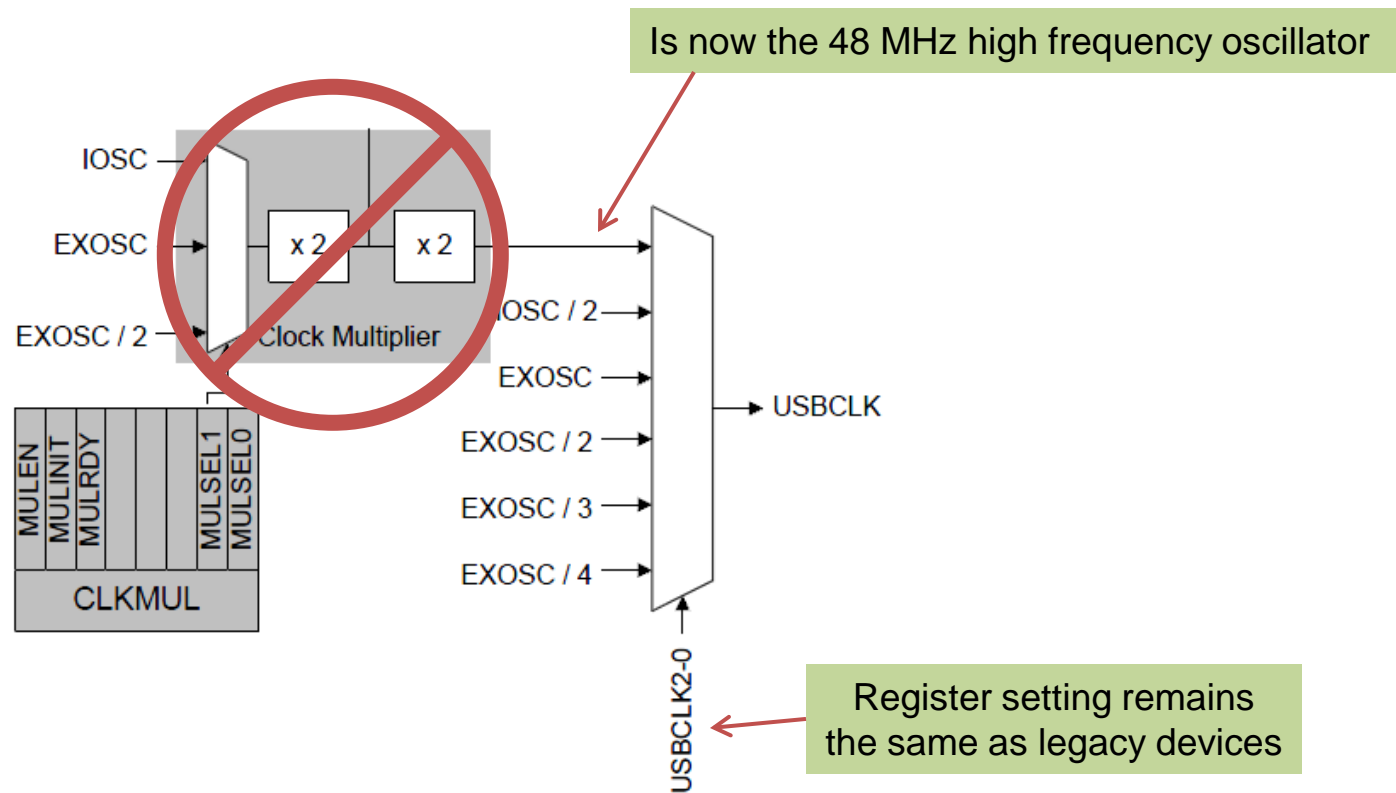 Is now the 48 MHz high frequency oscillator
IOSC
EXOSC
EXOSC / 2
x 2
x 2
Clock Multiplier
IOSC / 2
EXOSC
EXOSC / 2
EXOSC / 3
EXOSC / 4
USBCLK
MULEN
MULINIT
MULRDY
MULSEL1
MULSEL0
CLKMUL
USBCLK2-0
Register setting remains
the same as legacy devices